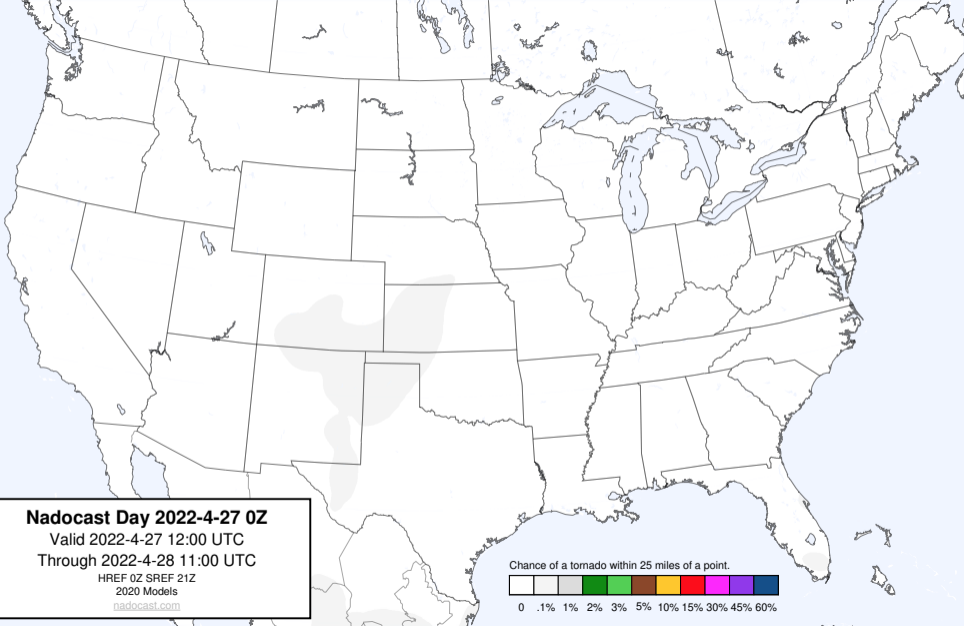 Nadocast Day 2022-4-27 0Z
Valid 2022-4-27 12:00 UTC
Through 2022-4-28 11:00 UTC
HREF 0Z SREF 21Z
2020 Models
nadocast.com
Chance of a tornado within 25 miles of a point.
0 .1% 1% 2% 3% 5% 10% 15% 30% 45% 60%